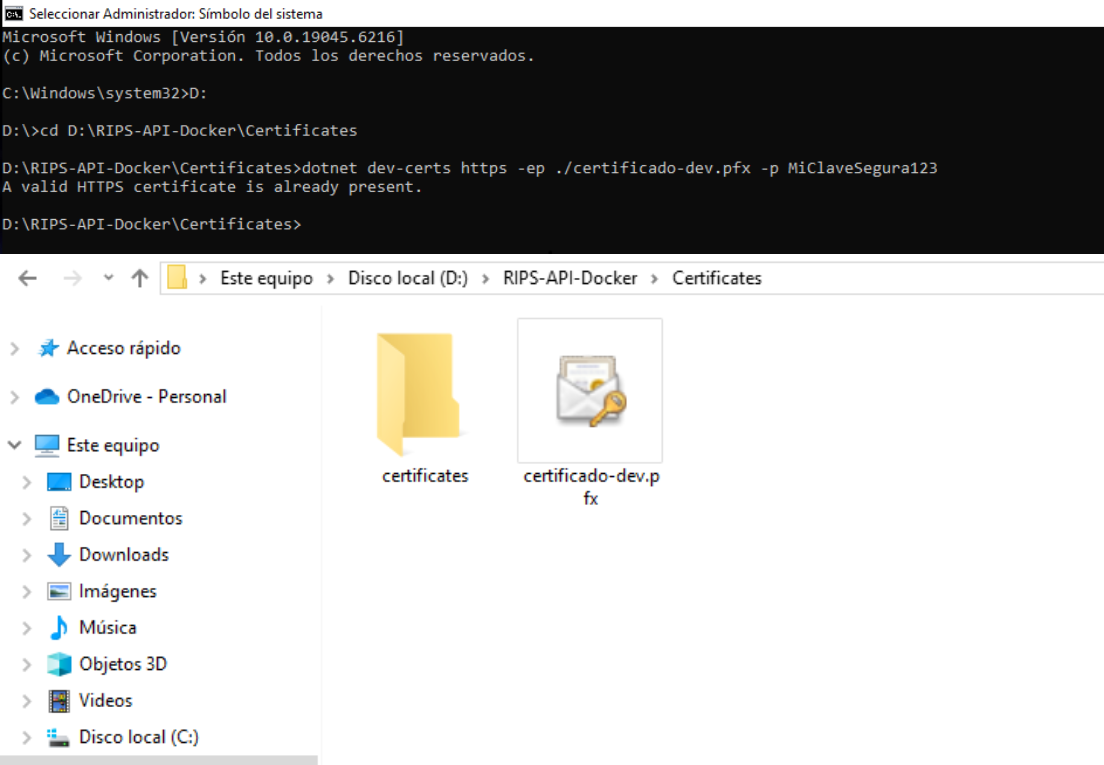 Seleccionar Administrador: Símbolo del sistema
Microsoft Windows [Versión 10.0.19045.6216]
(c) Microsoft Corporation. Todos los derechos reservados.
C:\Windows\system32>D:
D:\>cd D:\RIPS-API-Docker\Certificates
D:\RIPS-API-Docker\Certificates>dotnet dev-certs https -ep ./certificado-dev.pfx -p MiClaveSegura123
A valid HTTPS certificate is already present.
D:\RIPS-API-Docker\Certificates>
Este equipo > Disco local (D:) > RIPS-API-Docker > Certificates
Acceso rápido
OneDrive - Personal
Este equipo
Desktop
Documentos
Downloads
Imágenes
Música
Objetos 3D
Videos
Disco local (C:)
certificates
certificado-dev.p
fx